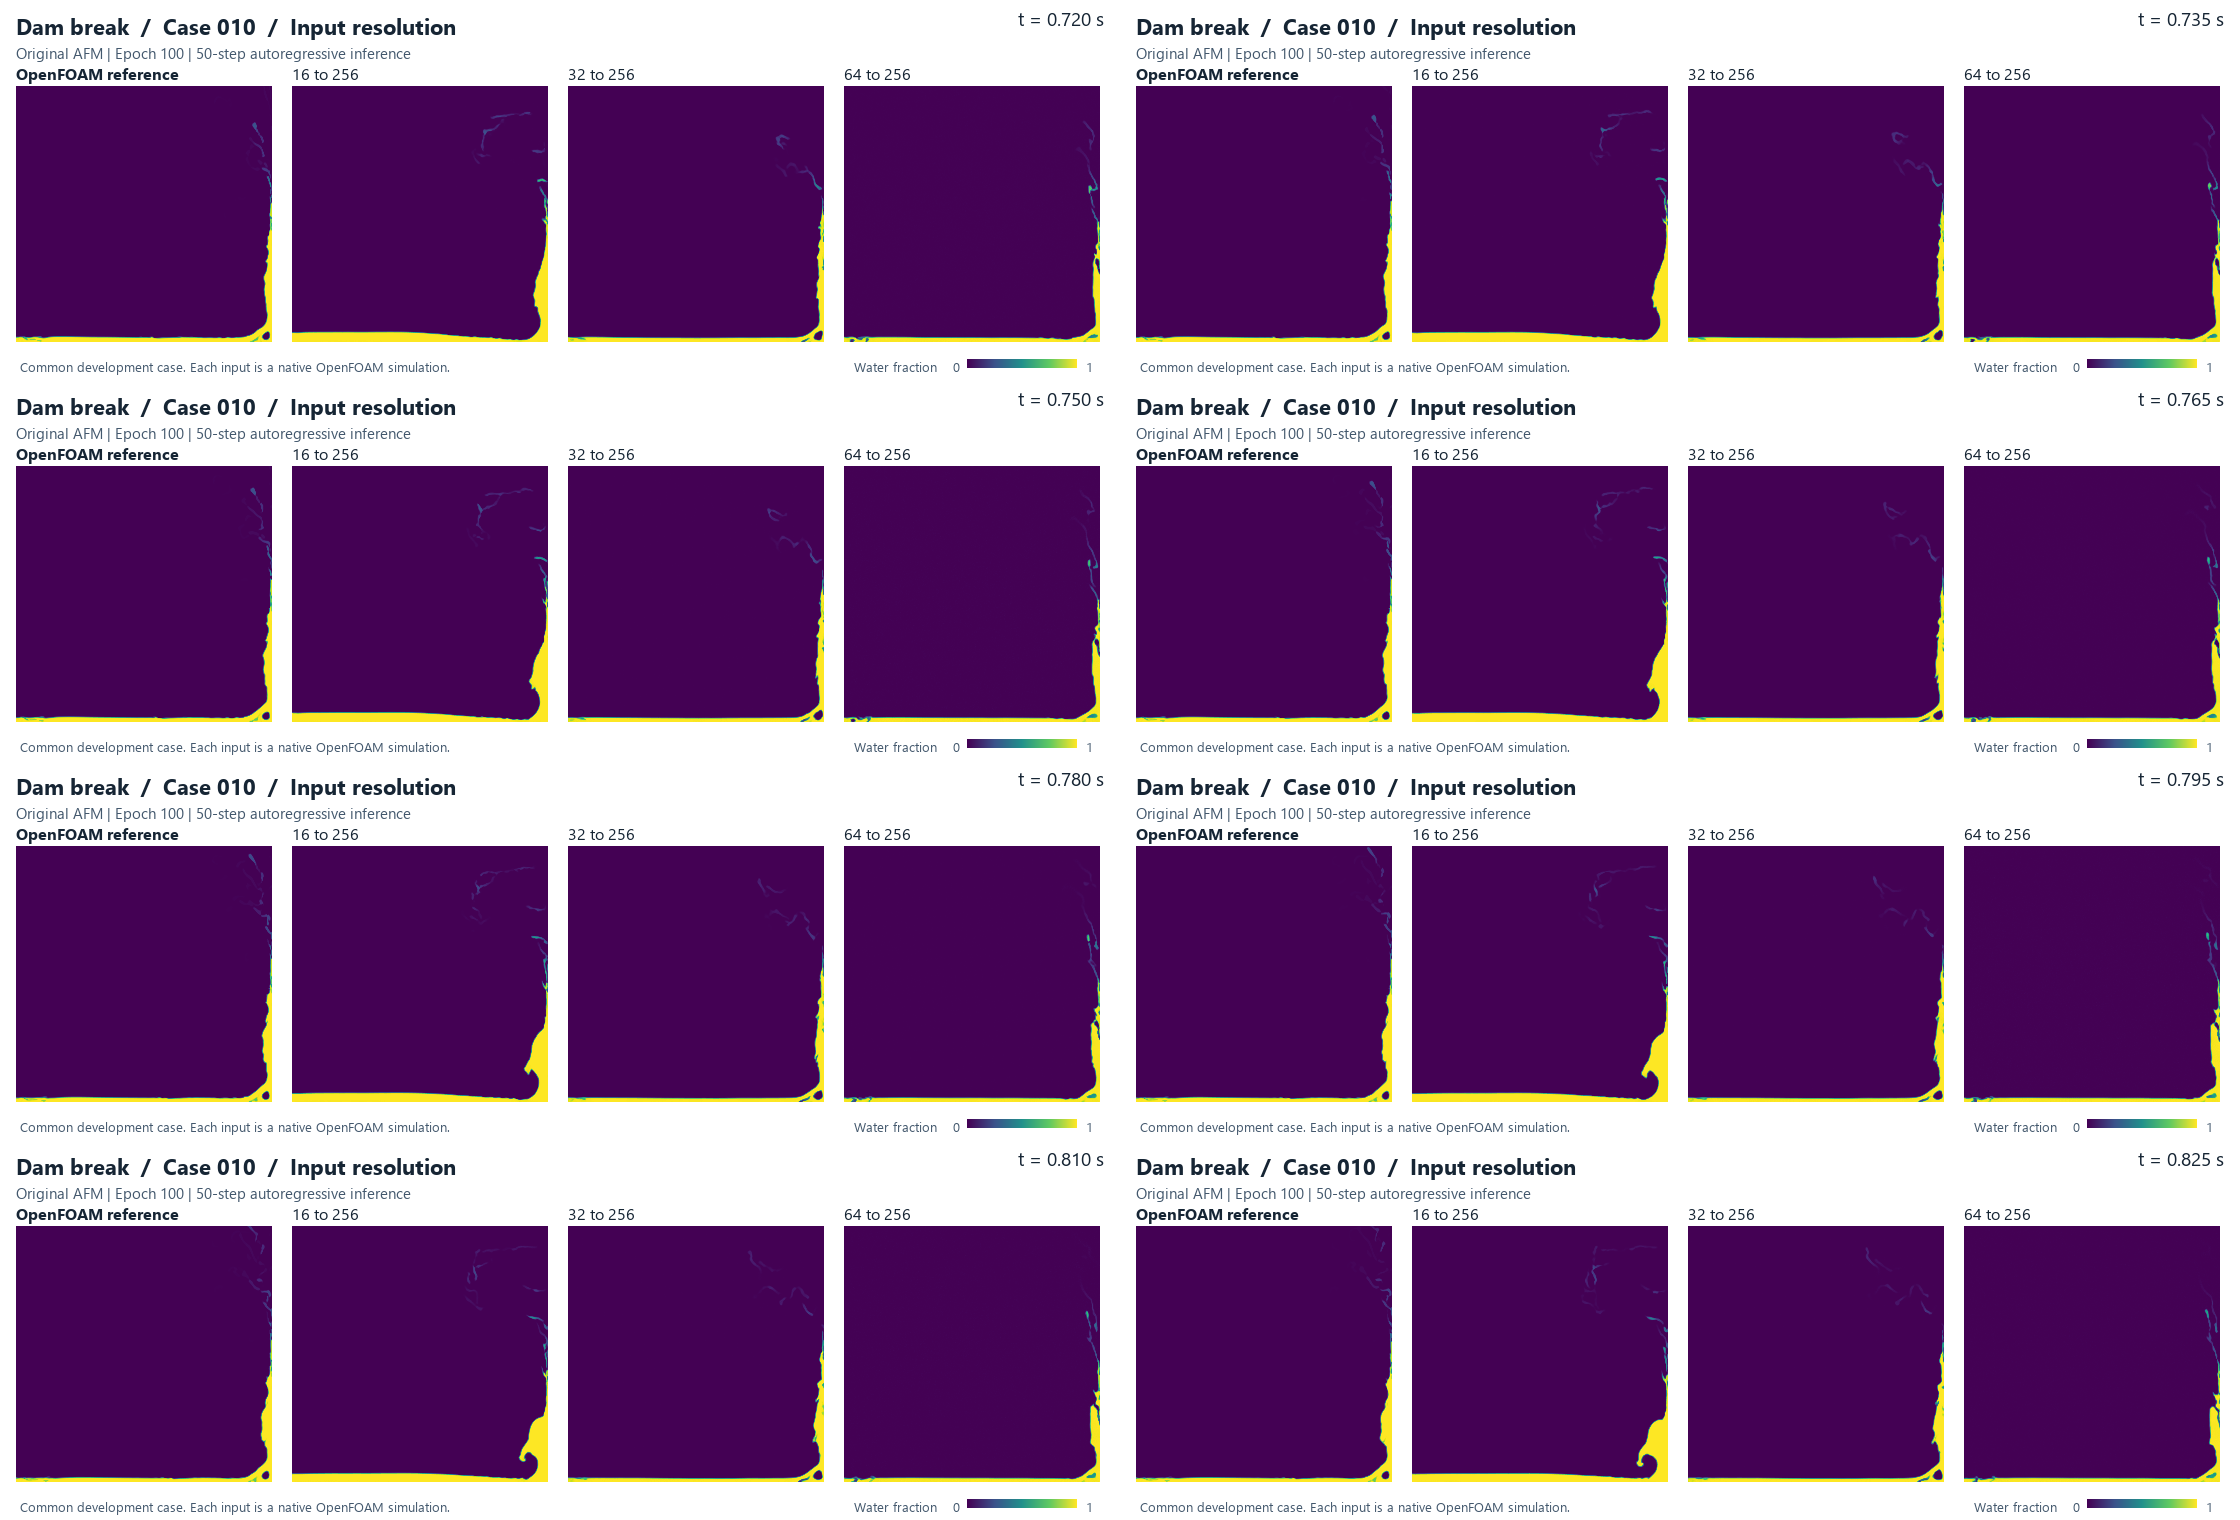 Dam break / Case 010 / Input resolution
t = 0.720 s
Original AFM | Epoch 100 | 50-step autoregressive inference
OpenFOAM reference
16 to 256
32 to 256
64 to 256
Common development case. Each input is a native OpenFOAM simulation.
Water fraction 0 1
Dam break / Case 010 / Input resolution
t = 0.735 s
Original AFM | Epoch 100 | 50-step autoregressive inference
OpenFOAM reference
16 to 256
32 to 256
64 to 256
Common development case. Each input is a native OpenFOAM simulation.
Water fraction 0 1
Dam break / Case 010 / Input resolution
t = 0.750 s
Original AFM | Epoch 100 | 50-step autoregressive inference
OpenFOAM reference
16 to 256
32 to 256
64 to 256
Common development case. Each input is a native OpenFOAM simulation.
Water fraction 0 1
Dam break / Case 010 / Input resolution
t = 0.765 s
Original AFM | Epoch 100 | 50-step autoregressive inference
OpenFOAM reference
16 to 256
32 to 256
64 to 256
Common development case. Each input is a native OpenFOAM simulation.
Water fraction 0 1
Dam break / Case 010 / Input resolution
t = 0.780 s
Original AFM | Epoch 100 | 50-step autoregressive inference
OpenFOAM reference
16 to 256
32 to 256
64 to 256
Common development case. Each input is a native OpenFOAM simulation.
Water fraction 0 1
Dam break / Case 010 / Input resolution
t = 0.795 s
Original AFM | Epoch 100 | 50-step autoregressive inference
OpenFOAM reference
16 to 256
32 to 256
64 to 256
Common development case. Each input is a native OpenFOAM simulation.
Water fraction 0 1
Dam break / Case 010 / Input resolution
t = 0.810 s
Original AFM | Epoch 100 | 50-step autoregressive inference
OpenFOAM reference
16 to 256
32 to 256
64 to 256
Common development case. Each input is a native OpenFOAM simulation.
Water fraction 0 1
Dam break / Case 010 / Input resolution
t = 0.825 s
Original AFM | Epoch 100 | 50-step autoregressive inference
OpenFOAM reference
16 to 256
32 to 256
64 to 256
Common development case. Each input is a native OpenFOAM simulation.
Water fraction 0 1